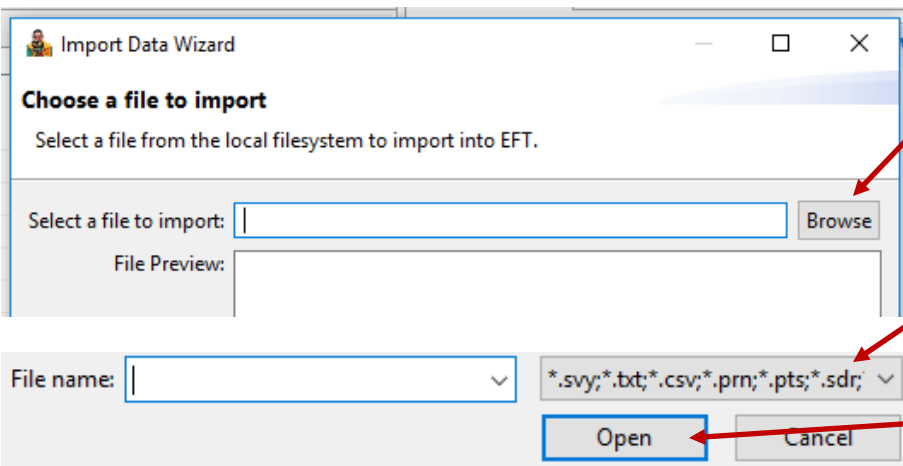 Import Data Wizard
Choose a file to import
Select a file from the local filesystem to import into EFT.
Select a file to import:
Browse
File Preview:
File name:
*.svy;*.txt;*.csv;*.prn;*.pts;*.sdr;
Open
Cancel